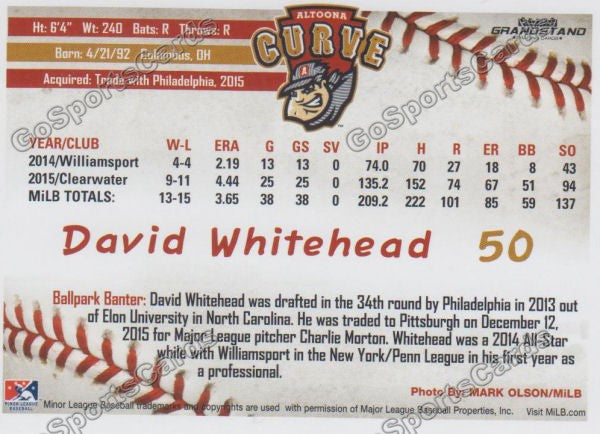 Ht: 6'4" Wt: 240 Bats: R Throws: R
Born: 4/21/92 Columbus, OH
Acquired: Trade with Philadelphia, 2015
ALTOONA
CURVE
A
GRANDSTAND
YEAR/CLUB W-L ERA G GS SV IP H R ER BB SO
2014/Williamsport 4-4 2.19 13 13 0 74.0 70 27 18 8 43
2015/Clearwater 9-11 4.44 25 25 0 135.2 152 74 67 51 94
MiLB TOTALS: 13-15 3.65 38 38 0 209.2 222 101 85 59 137
David Whitehead 50
Ballpark Banter: David Whitehead was drafted in the 34th round by Philadelphia in 2013 out
of Elon University in North Carolina. He was traded to Pittsburgh on December 12,
2015 for Major League pitcher Charlie Morton. Whitehead was a 2014 All-Star
while with Williamsport in the New York/Penn League in his first year as
a professional.
Photo By: MARK OLSON/MiLB
MINOR LEAGUE
BASEBALL
Minor League Baseball trademarks and copyrights are used with permission of Major League Baseball Properties, Inc. Visit MiLB.com
GoSportsCards
GoSportsCards
GoSportsCards
GoSportsCards
GoSportsCards